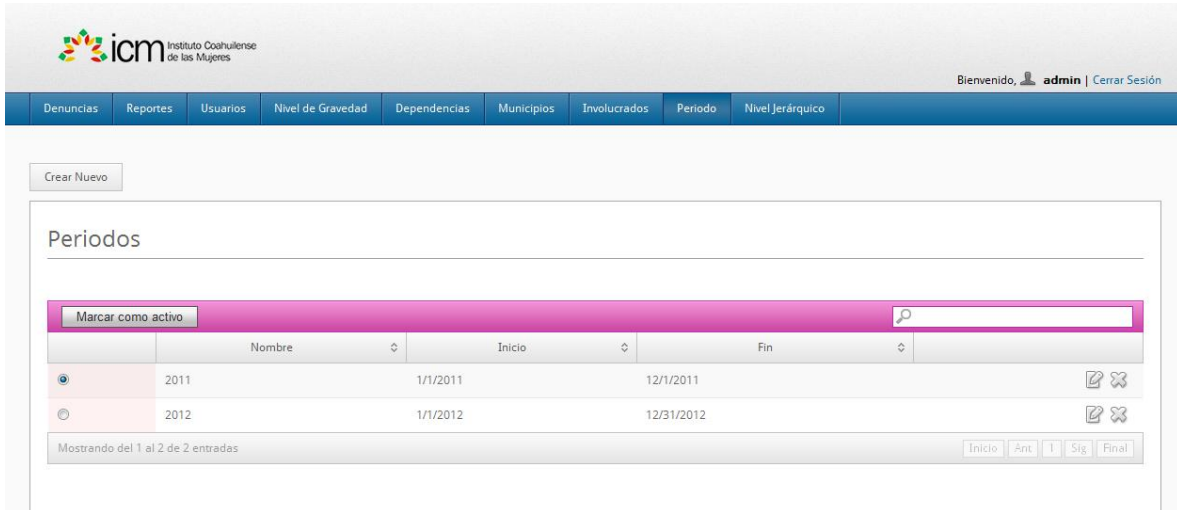 icm Instituto Coahuilense
de las Mujeres
Bienvenido, admin | Cerrar Sesión
Denuncias Reportes Usuarios Nivel de Gravedad Dependencias Municipios Involucrados Periodo Nivel Jerárquico
Crear Nuevo
Periodos
Marcar como activo
Nombre Inicio Fin
2011 1/1/2011 12/1/2011
2012 1/1/2012 12/31/2012
Mostrando del 1 al 2 de 2 entradas Inicio Ant 1 Sig Final